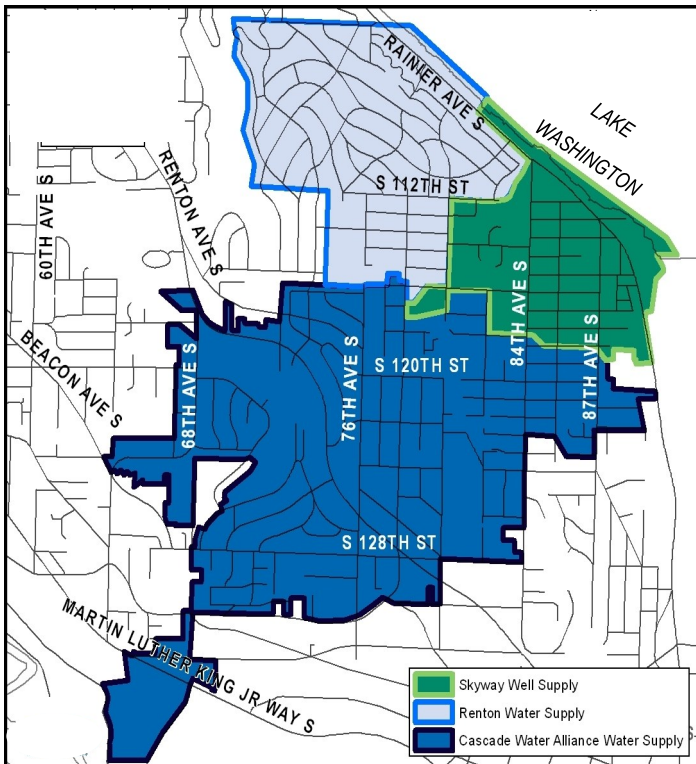 RAINIER AVE S
LAKE
WASHINGTON
RENTON AVE S
S 112TH ST
60TH AVE S
BEACON AVE S
68TH AVE S
76TH AVE S
S 120TH ST
84TH AVE S
87TH AVE S
S 128TH ST
MARTIN LUTHER KING JR WAY S
Skyway Well Supply
Renton Water Supply
Cascade Water Alliance Water Supply